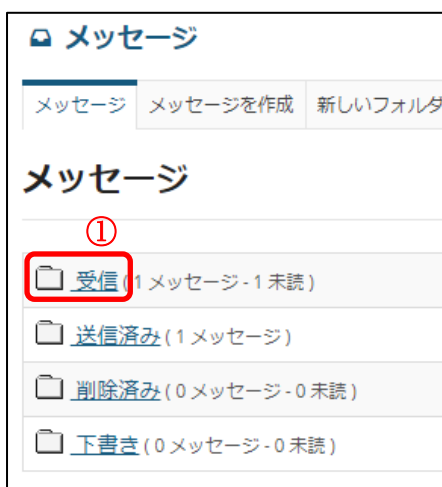 メッセージ
メッセージ メッセージを作成 新しいフォルダ
メッセージ
①
受信 ( 1 メッセージ - 1 未読 )
送信済み ( 1 メッセージ )
削除済み ( 0 メッセージ - 0 未読 )
下書き ( 0 メッセージ - 0 未読 )